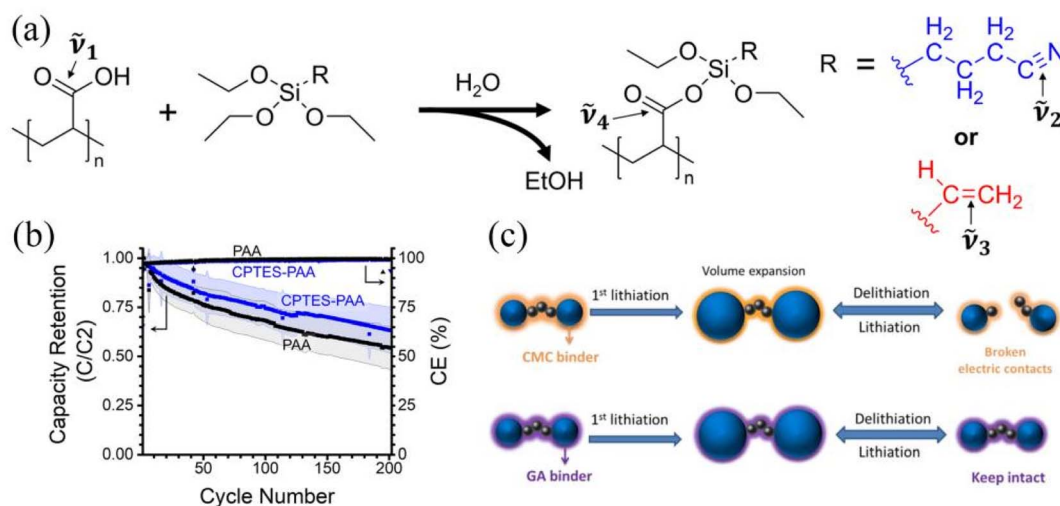 (a)
ν̃₁
O
OH
n
+
O
R
Si
O
O
H₂O
EtOH
O
R
Si
O
O
O
ν̃₄
n
R =
H₂
C
C
H₂
H₂
C
C≡N
ν̃₂
or
H
C=CH₂
ν̃₃
(b)
1.00
0.75
0.50
0.25
0.00
Capacity Retention
(C/C2)
PAA
CPTES-PAA
CPTES-PAA
PAA
100
75
50
25
0
CE (%)
50
100
150
200
Cycle Number
(c)
Volume expansion
1st lithiation
Delithiation
Lithiation
CMC binder
Broken
electric contacts
1st lithiation
Delithiation
Lithiation
GA binder
Keep intact